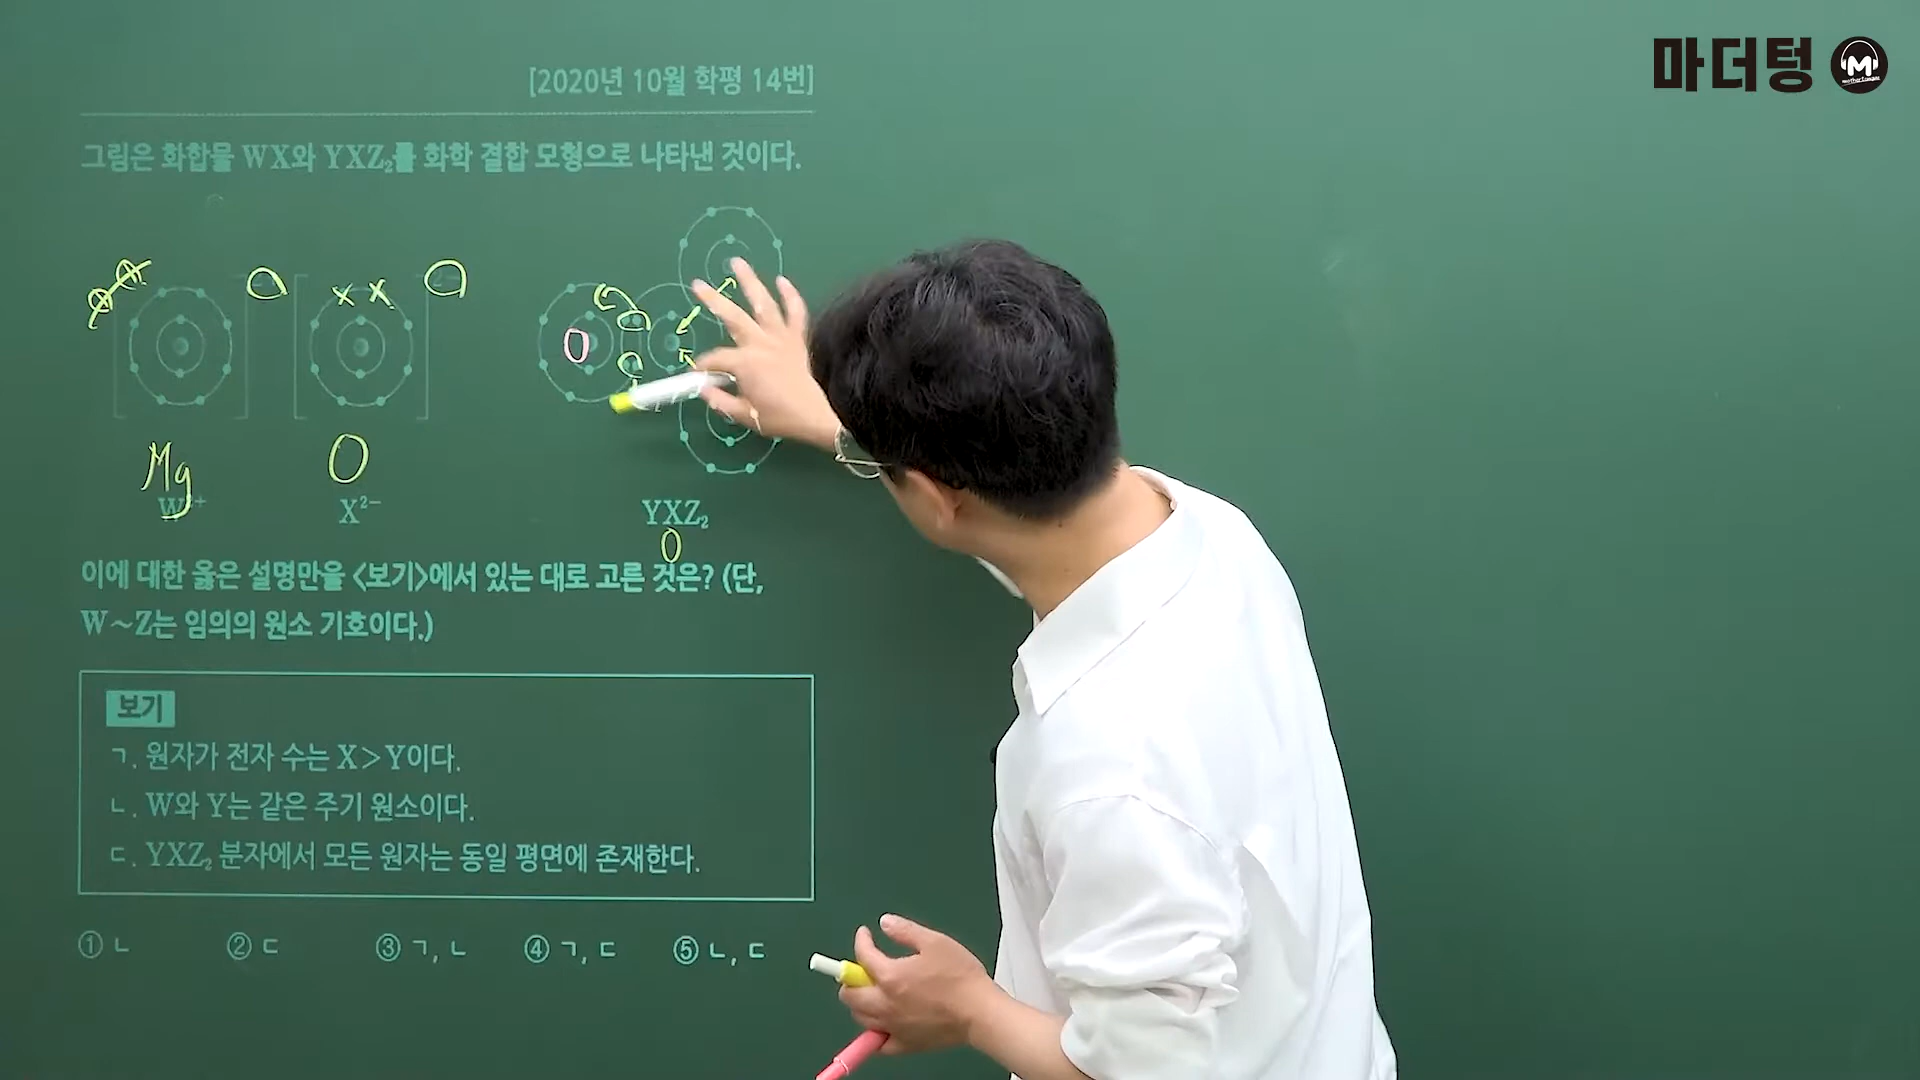 마더텅
[2020년 10월 학평 14번]
그림은 화합물 WX와 YXZ₂를 화학 결합 모형으로 나타낸 것이다.
O
Mg
O
X²⁻
YXZ₂
O
이에 대한 옳은 설명만을 <보기>에서 있는 대로 고른 것은? (단,
W~Z는 임의의 원소 기호이다.)
보기
ㄱ. 원자가 전자 수는 X>Y이다.
ㄴ. W와 Y는 같은 주기 원소이다.
ㄷ. YXZ₂ 분자에서 모든 원자는 동일 평면에 존재한다.
① ㄴ ② ㄷ ③ ㄱ, ㄴ ④ ㄱ, ㄷ ⑤ ㄴ, ㄷ